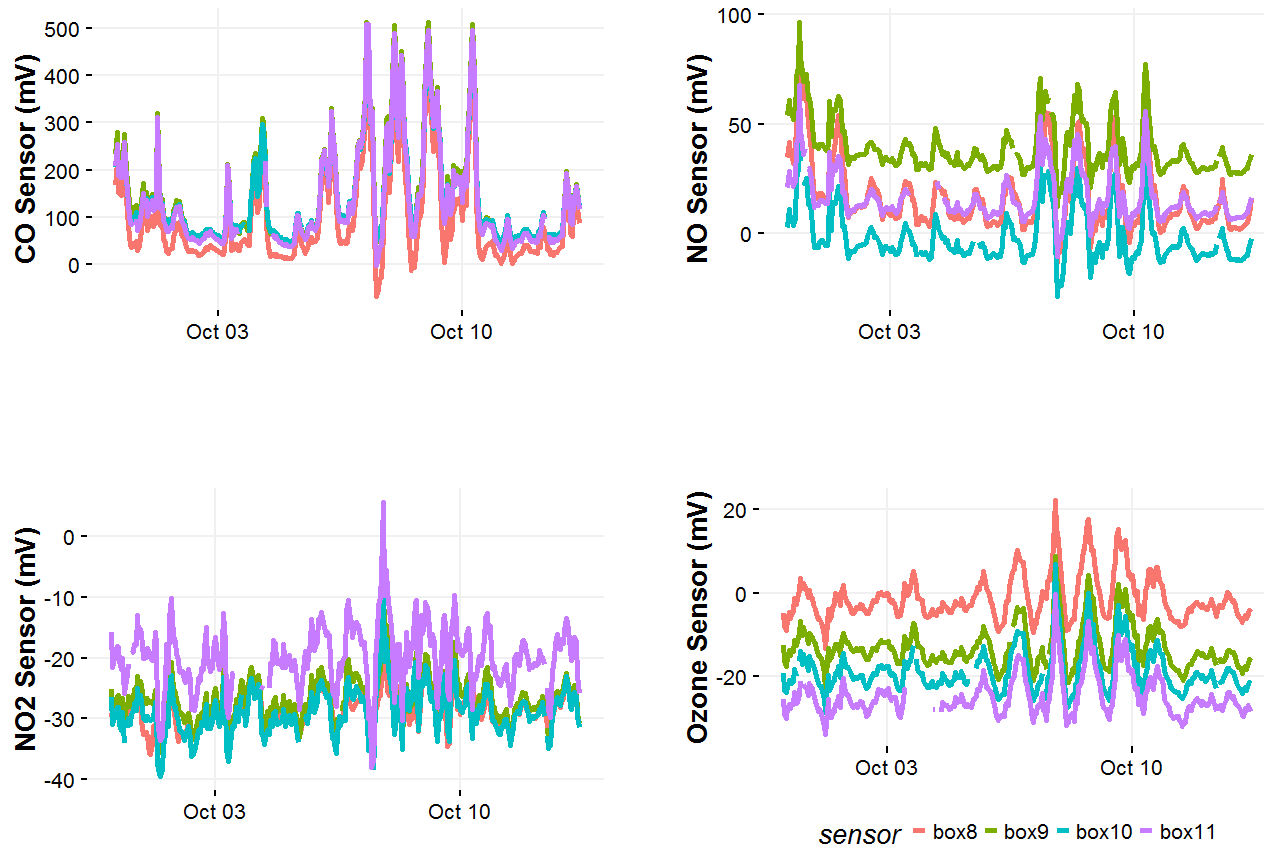 CO Sensor (mV)
500
400
300
200
100
0
Oct 03
Oct 10
NO Sensor (mV)
100
50
0
Oct 03
Oct 10
NO2 Sensor (mV)
0
-10
-20
-30
-40
Oct 03
Oct 10
Ozone Sensor (mV)
20
0
-20
Oct 03
Oct 10
sensor box8 box9 box10 box11